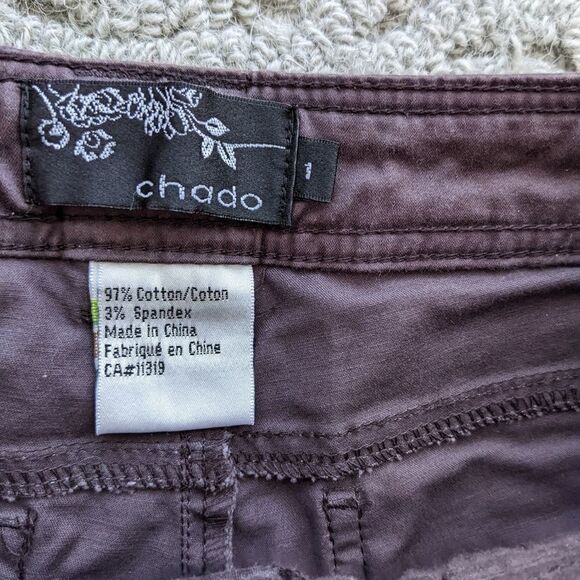 chado
1
97% Cotton/Coton
3% Spandex
Made in China
Fabriqué en Chine
CA#11319